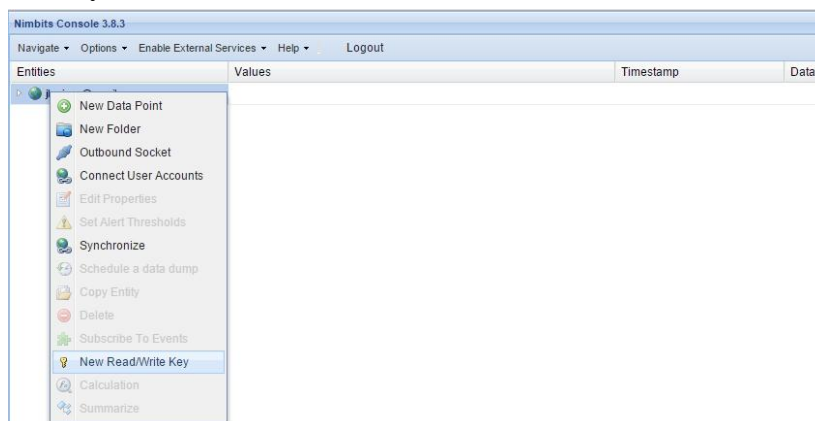 Nimbits Console 3.8.3
Navigate Options Enable External Services Help Logout
Entities Values Timestamp Data
New Data Point
New Folder
Outbound Socket
Connect User Accounts
Edit Properties
Set Alert Thresholds
Synchronize
Schedule a data dump
Copy Entity
Delete
Subscribe To Events
New Read/Write Key
Calculation
Summarize